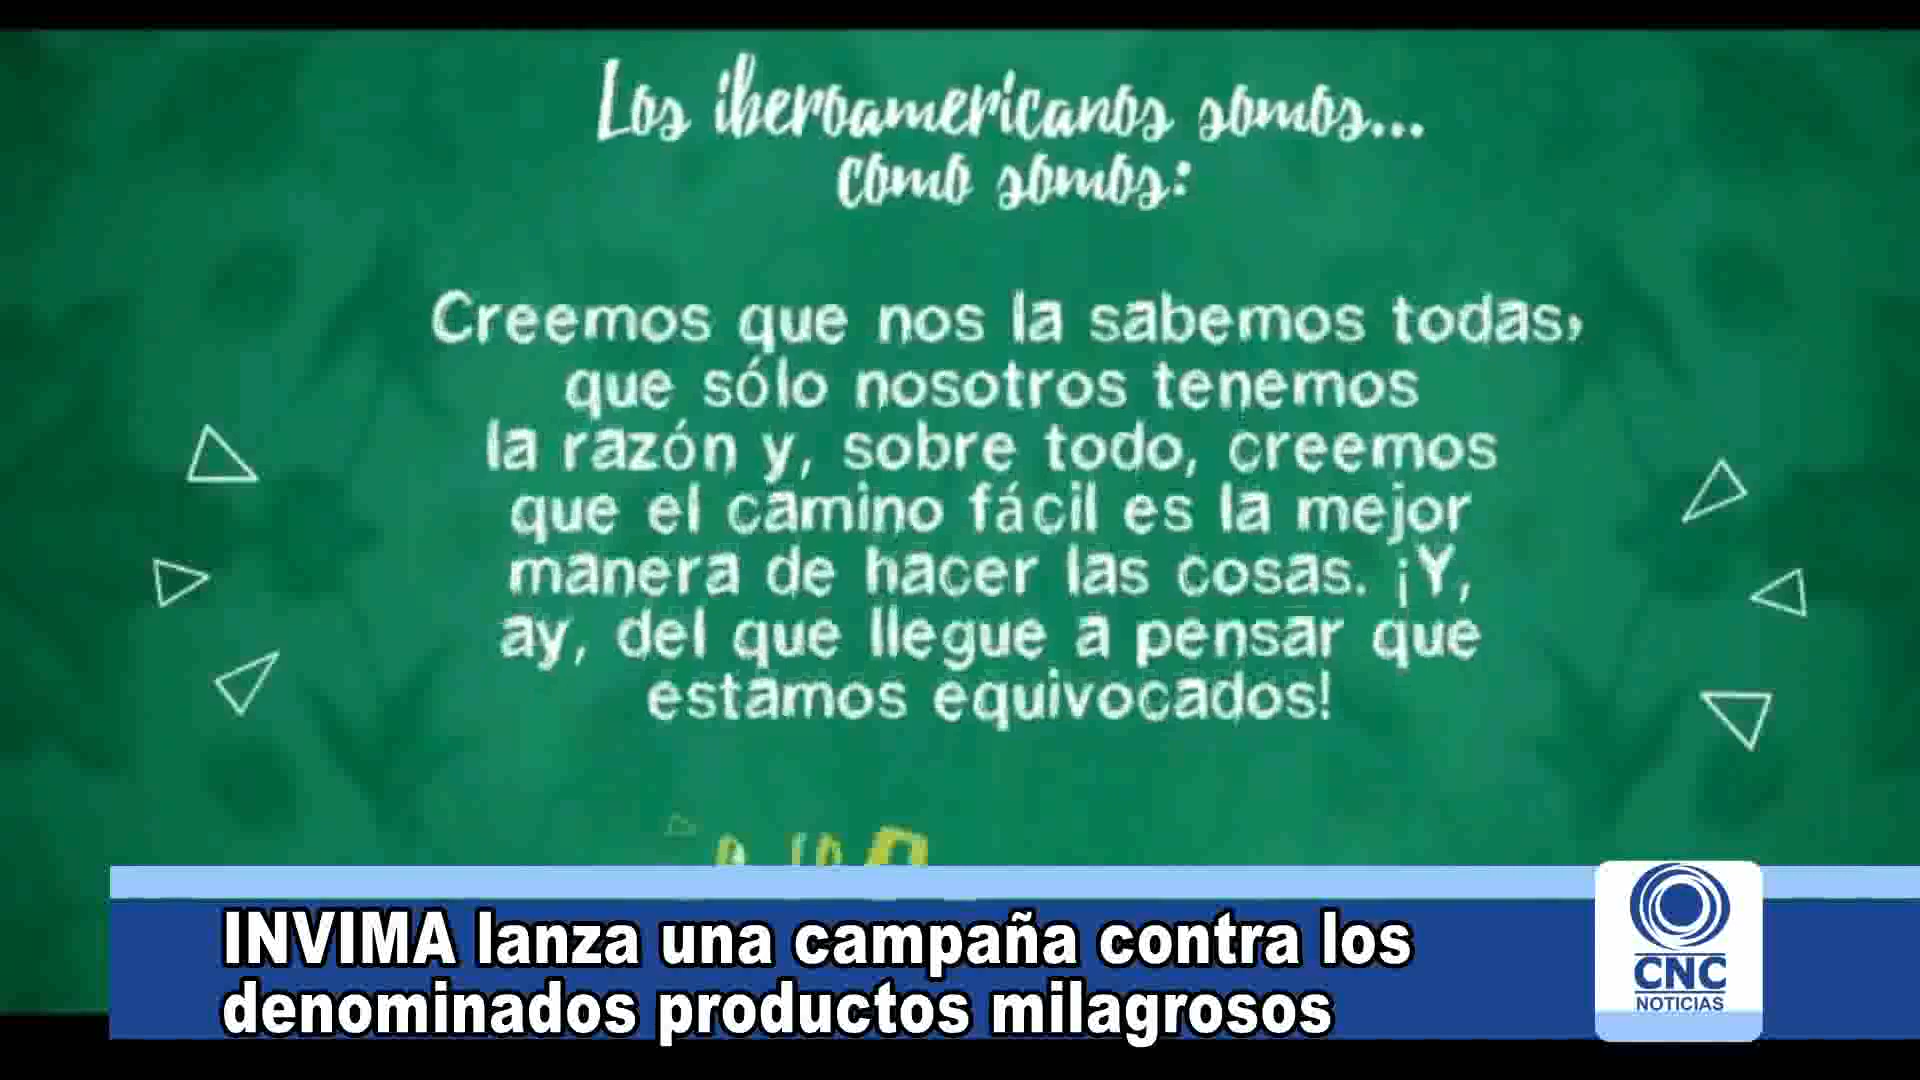 Los iberoamericanos somos...
como somos:
Creemos que nos la sabemos todas,
que sólo nosotros tenemos
la razón y, sobre todo, creemos
que el camino fácil es la mejor
manera de hacer las cosas. ¡Y,
ay, del que llegue a pensar que
estamos equivocados!
INVIMA lanza una campaña contra los
denominados productos milagrosos
CNC
NOTICIAS